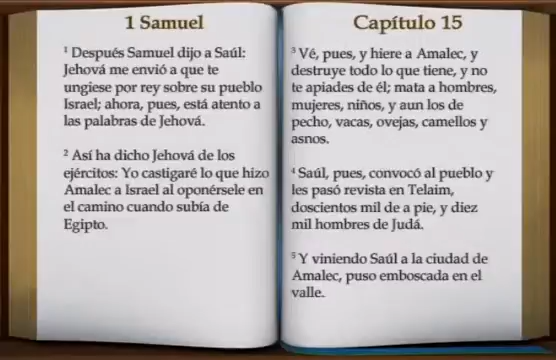 1 Samuel
¹ Después Samuel dijo a Saúl:
Jehová me envió a que te
ungiese por rey sobre su pueblo
Israel; ahora, pues, está atento a
las palabras de Jehová.
² Así ha dicho Jehová de los
ejércitos: Yo castigaré lo que hizo
Amalec a Israel al oponérsele en
el camino cuando subía de
Egipto.
Capítulo 15
³ Vé, pues, y hiere a Amalec, y
destruye todo lo que tiene, y no
te apiades de él; mata a hombres,
mujeres, niños, y aun los de
pecho, vacas, ovejas, camellos y
asnos.
⁴ Saúl, pues, convocó al pueblo y
les pasó revista en Telaim,
doscientos mil de a pie, y diez
mil hombres de Judá.
⁵ Y viniendo Saúl a la ciudad de
Amalec, puso emboscada en el
valle.